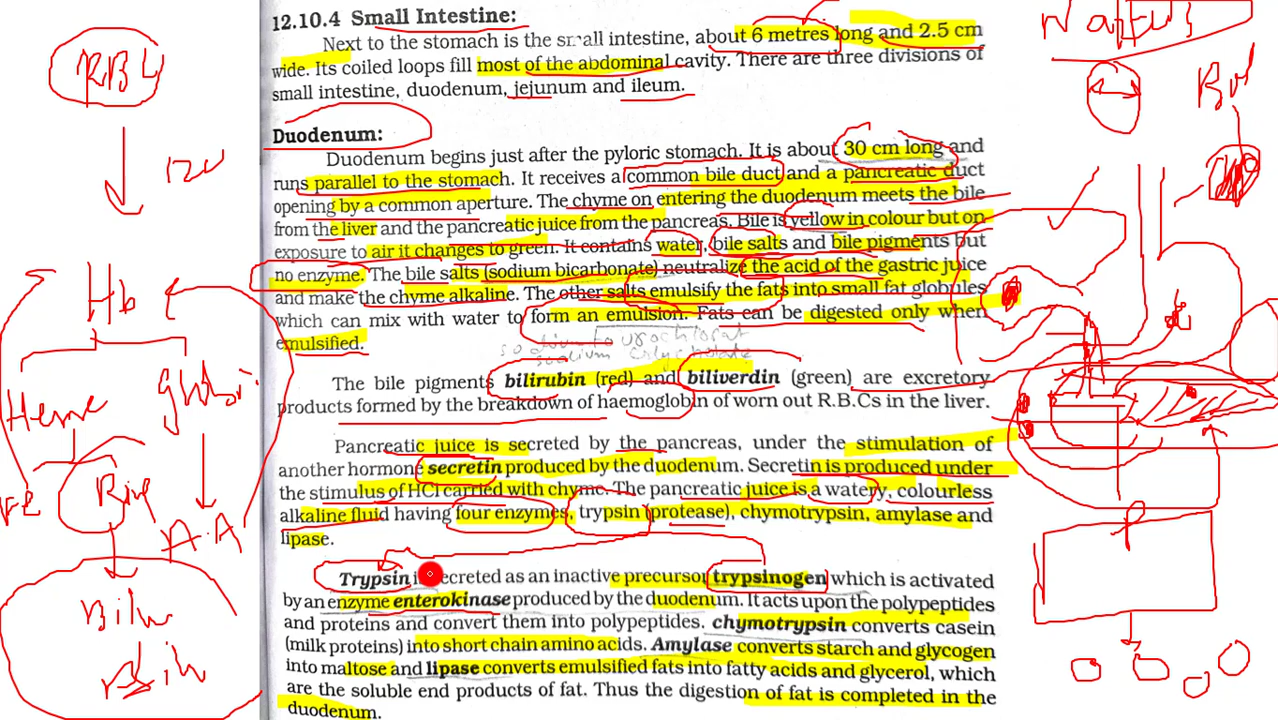 12.10.4 Small Intestine:
Next to the stomach is the small intestine, about 6 metres long and 2.5 cm
wide. Its coiled loops fill most of the abdominal cavity. There are three divisions of
small intestine, duodenum, jejunum and ileum.
Duodenum:
Duodenum begins just after the pyloric stomach. It is about 30 cm long and
runs parallel to the stomach. It receives a common bile duct and a pancreatic duct
opening by a common aperture. The chyme on entering the duodenum meets the bile
from the liver and the pancreatic juice from the pancreas. Bile is yellow in colour but on
exposure to air it changes to green. It contains water, bile salts and bile pigments but
no enzyme. The bile salts (sodium bicarbonate) neutralize the acid of the gastric juice
and make the chyme alkaline. The other salts emulsify the fats into small fat globules
which can mix with water to form an emulsion. Fats can be digested only when
emulsified.
The bile pigments bilirubin (red) and biliverdin (green) are excretory
products formed by the breakdown of haemoglobin of worn out R.B.Cs in the liver.
Pancreatic juice is secreted by the pancreas, under the stimulation of
another hormone secretin produced by the duodenum. Secretin is produced under
the stimulus of HCl carried with chyme. The pancreatic juice is a watery, colourless
alkaline fluid having four enzymes, trypsin (protease), chymotrypsin, amylase and
lipase.
Trypsin is secreted as an inactive precursor trypsinogen which is activated
by an enzyme enterokinase produced by the duodenum. It acts upon the polypeptides
and proteins and convert them into polypeptides. chymotrypsin converts casein
(milk proteins) into short chain amino acids. Amylase converts starch and glycogen
into maltose and lipase converts emulsified fats into fatty acids and glycerol, which
are the soluble end products of fat. Thus the digestion of fat is completed in the
duodenum.
120
Hb
Heme
Fe
A.A
P